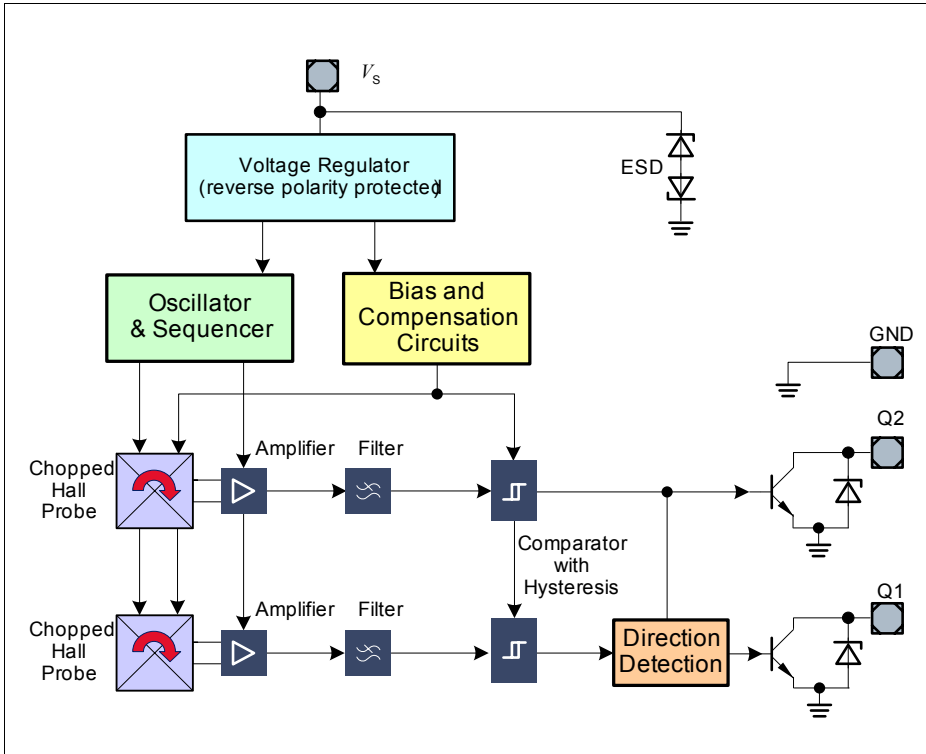 VS
Voltage Regulator
(reverse polarity protected)
ESD
Oscillator
& Sequencer
Bias and
Compensation
Circuits
GND
Q2
Amplifier
Filter
Chopped
Hall
Probe
Comparator
with
Hysteresis
Q1
Amplifier
Filter
Chopped
Hall
Probe
Direction
Detection